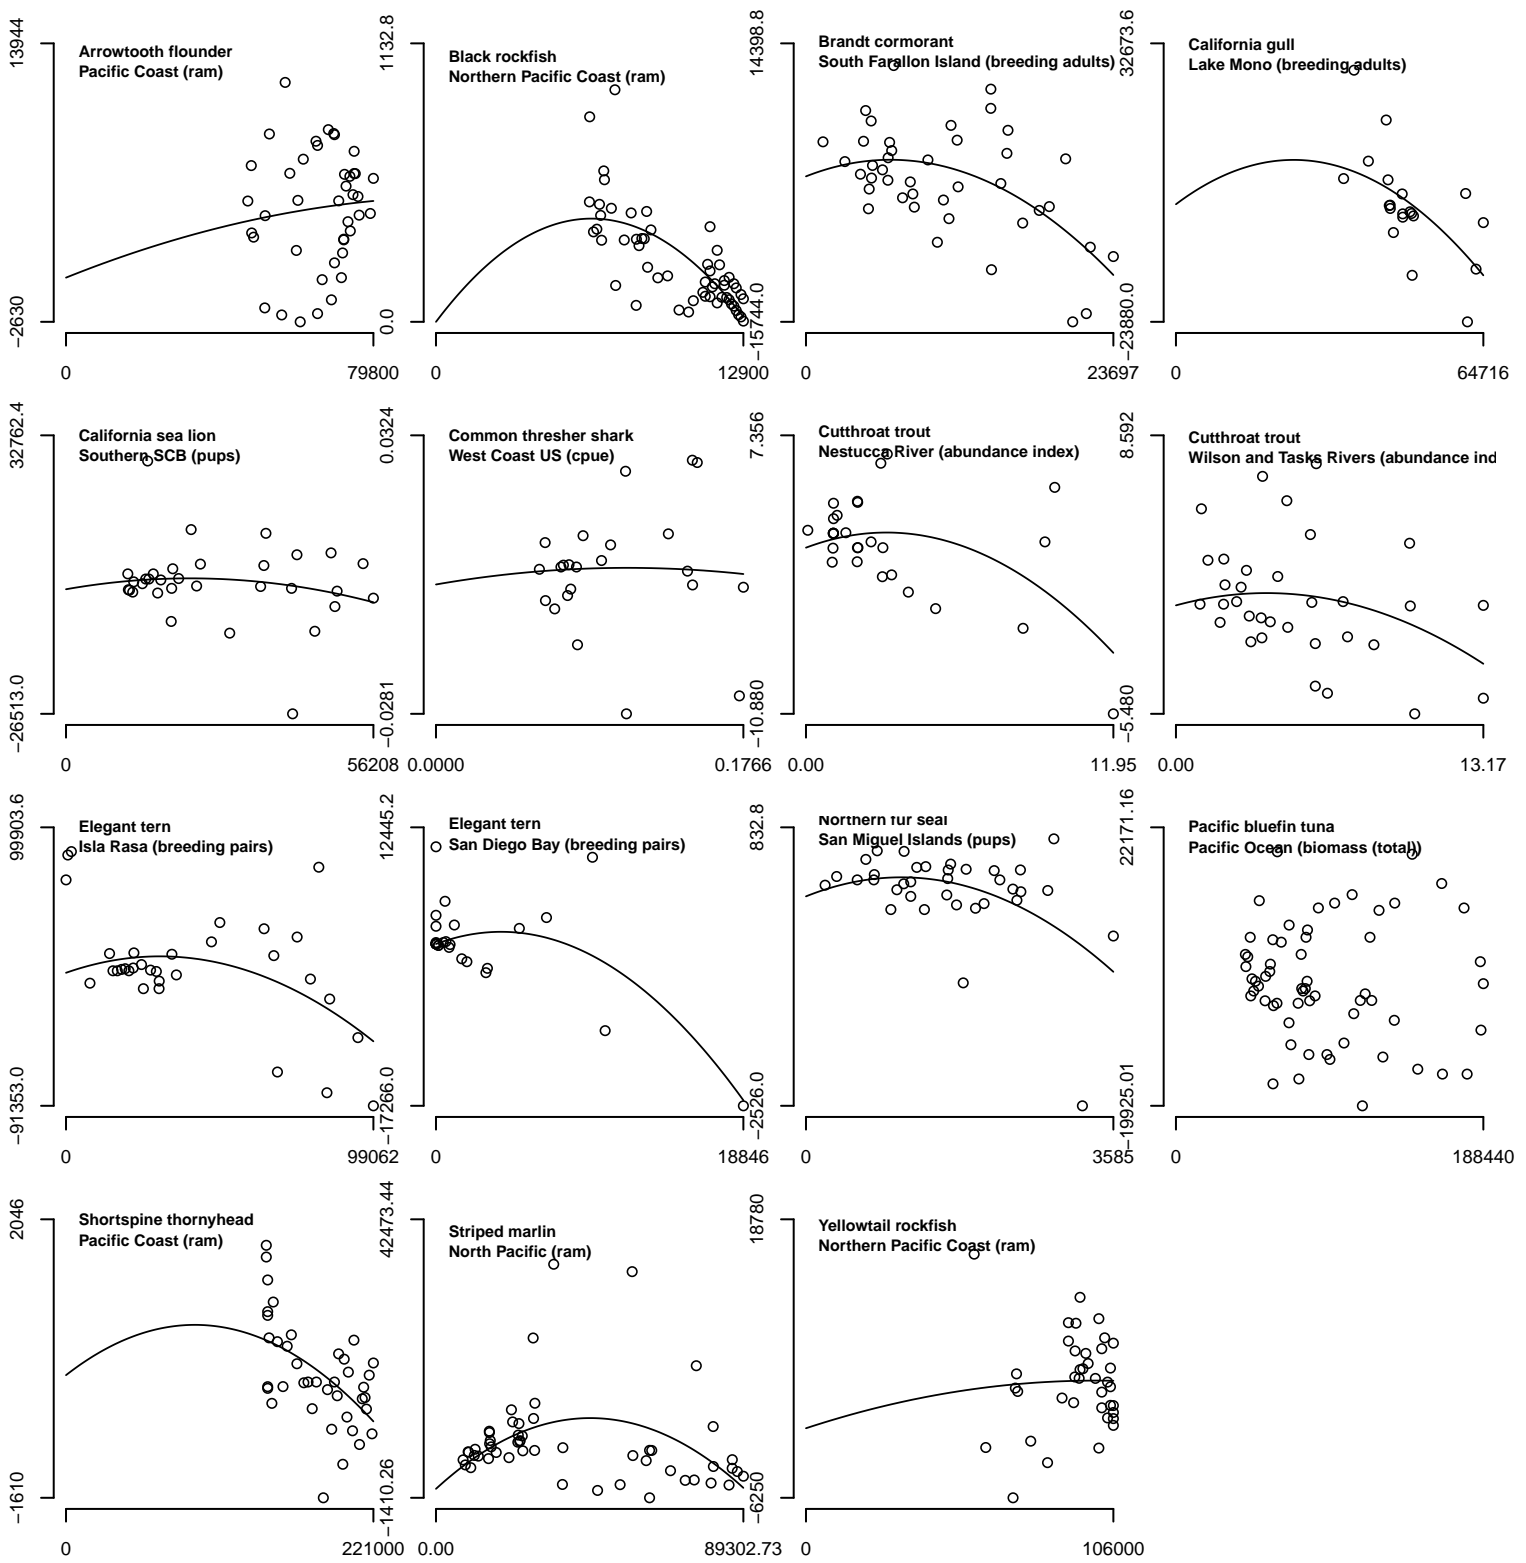 Arrowtooth flounder
Pacific Coast (ram)
13944
−2630
0
79800
Black rockfish
Northern Pacific Coast (ram)
1132.8
0.0
0
12900
Brandt cormorant
South Farallon Island (breeding adults)
14398.8
−15744.0
0
23697
California gull
Lake Mono (breeding adults)
32673.6
−23880.0
0
64716
California sea lion
Southern SCB (pups)
32762.4
−26513.0
0
56208
Common thresher shark
West Coast US (cpue)
0.0324
−0.0281
0.0000
0.1766
Cutthroat trout
Nestucca River (abundance index)
7.356
−10.880
0.00
11.95
Cutthroat trout
Wilson and Tasks Rivers (abundance ind
8.592
−5.480
0.00
13.17
Elegant tern
Isla Rasa (breeding pairs)
99903.6
−91353.0
0
99062
Elegant tern
San Diego Bay (breeding pairs)
12445.2
−17266.0
0
18846
Northern fur seal
San Miguel Islands (pups)
832.8
−2526.0
0
3585
Pacific bluefin tuna
Pacific Ocean (biomass (total))
22171.16
−19925.01
0
188440
Shortspine thornyhead
Pacific Coast (ram)
2046
−1610
0
221000
Striped marlin
North Pacific (ram)
42473.44
−1410.26
0.00
89302.73
Yellowtail rockfish
Northern Pacific Coast (ram)
18780
−6250
0
106000